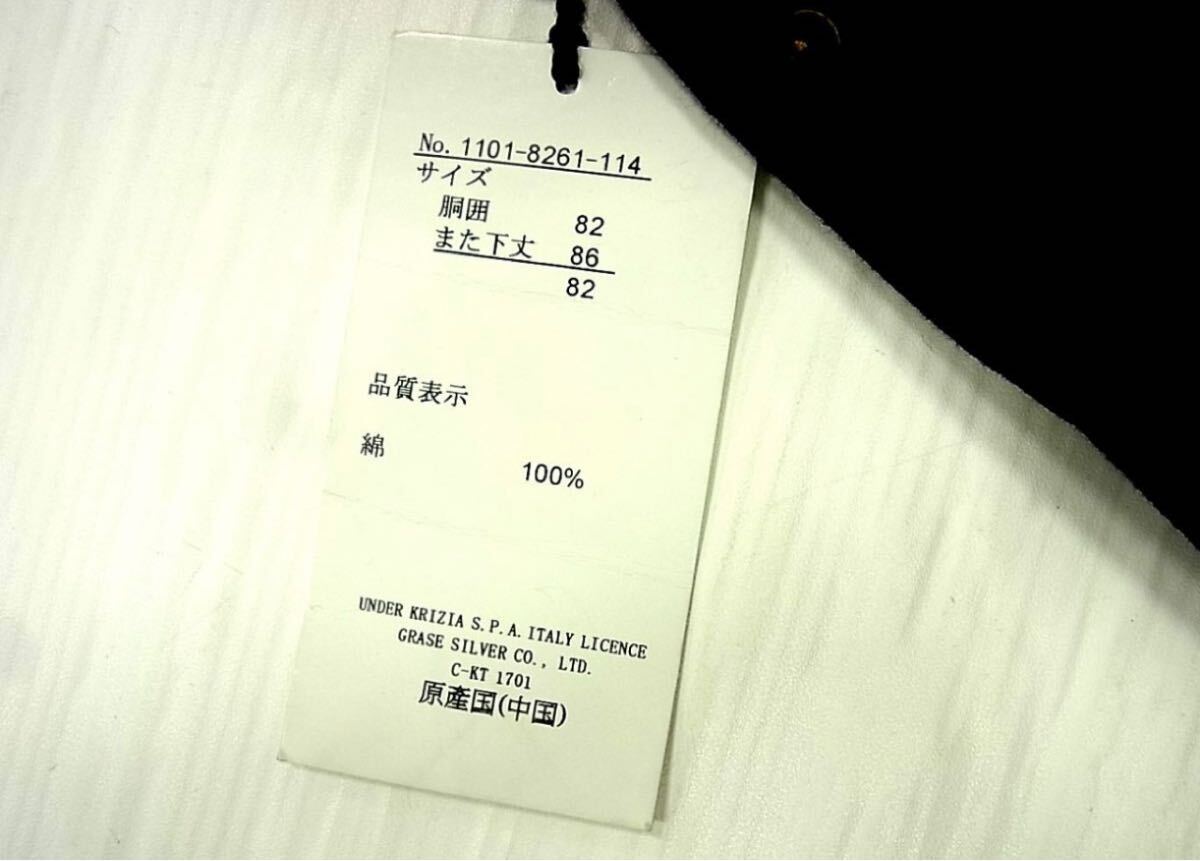 No. 1101-8261-114
サイズ
胴囲 82
また下丈 86
82
品質表示
綿 100%
UNDER KRIZIA S.P.A. ITALY LICENCE
GRASE SILVER CO., LTD.
C-KT 1701
原産国(中国)